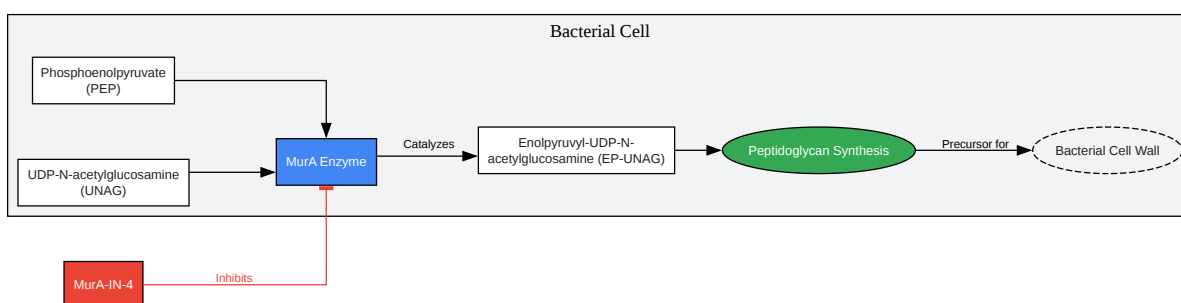 Bacterial Cell
Phosphoenolpyruvate
(PEP)
UDP-N-acetylglucosamine
(UNAG)
MurA Enzyme
Catalyzes
Enolpyruvyl-UDP-N-
acetylglucosamine (EP-UNAG)
Peptidoglycan Synthesis
Precursor for
Bacterial Cell Wall
MurA-IN-4
Inhibits